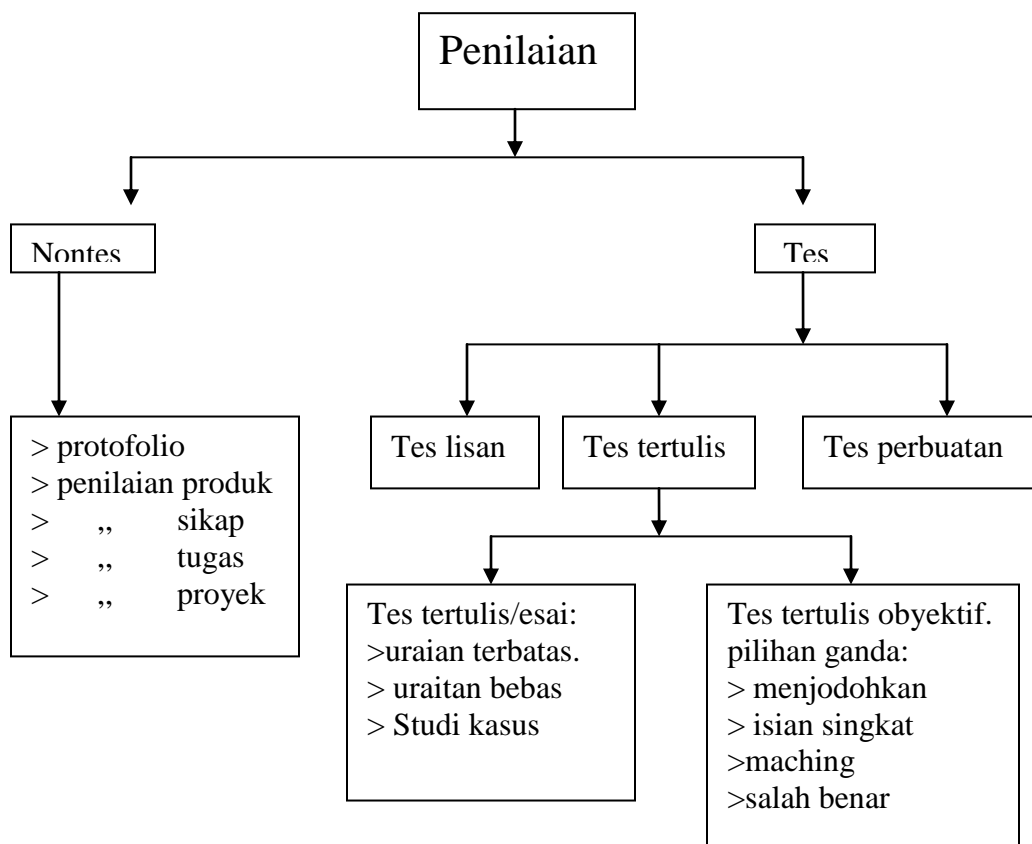 Penilaian
Nontes
Tes
> protofolio
> penilaian produk
> ,, sikap
> ,, tugas
> ,, proyek
Tes lisan
Tes tertulis
Tes perbuatan
Tes tertulis/esai:
>uraian terbatas.
> uraitan bebas
> Studi kasus
Tes tertulis obyektif.
pilihan ganda:
> menjodohkan
> isian singkat
>maching
>salah benar